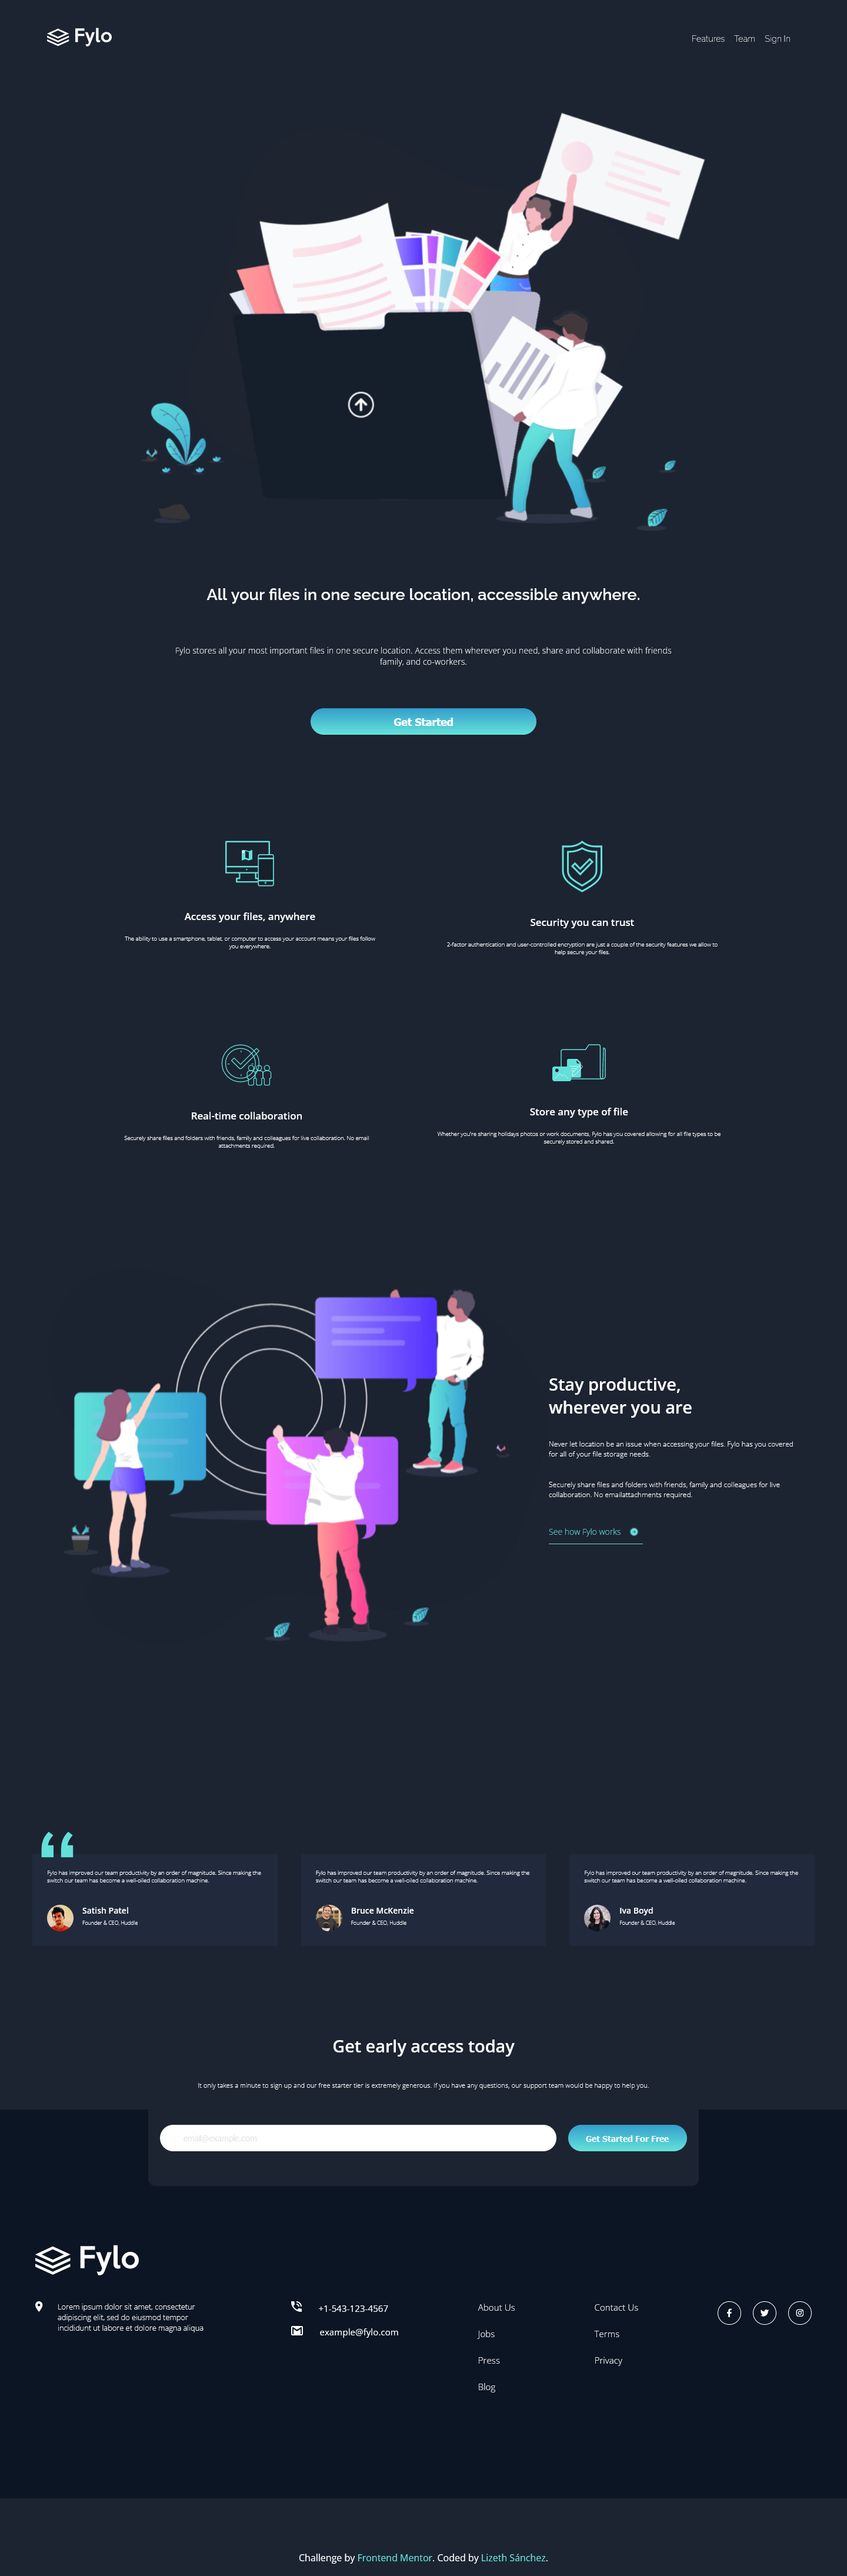 Fylo
Features Team Sign In
All your files in one secure location, accessible anywhere.
Fylo stores all your most important files in one secure location. Access them wherever you need, share and collaborate with friends
family, and co-workers.
Get Started
Access your files, anywhere
The ability to use a smartphone, tablet, or computer to access your account means your files follow
you everywhere.
Security you can trust
2-factor authentication and user-controlled encryption are just a couple of the security features we allow to
help secure your files.
Real-time collaboration
Securely share files and folders with friends, family and colleagues for live collaboration. No email
attachments required.
Store any type of file
Whether you're sharing holidays photos or work documents, Fylo has you covered allowing for all file types to be
securely stored and shared.
Stay productive,
wherever you are
Never let location be an issue when accessing your files. Fylo has you covered
for all of your file storage needs.
Securely share files and folders with friends, family and colleagues for live
collaboration. No emailattachments required.
See how Fylo works
Fylo has improved our team productivity by an order of magnitude. Since making the
switch our team has become a well-oiled collaboration machine.
Satish Patel
Founder & CEO, Huddle
Fylo has improved our team productivity by an order of magnitude. Since making the
switch our team has become a well-oiled collaboration machine.
Bruce McKenzie
Founder & CEO, Huddle
Fylo has improved our team productivity by an order of magnitude. Since making the
switch our team has become a well-oiled collaboration machine.
Iva Boyd
Founder & CEO, Huddle
Get early access today
It only takes a minute to sign up and our free starter tier is extremely generous. If you have any questions, our support team would be happy to help you.
email@example.com
Get Started For Free
Fylo
Lorem ipsum dolor sit amet, consectetur
adipiscing elit, sed do eiusmod tempor
incididunt ut labore et dolore magna aliqua
+1-543-123-4567
example@fylo.com
About Us
Jobs
Press
Blog
Contact Us
Terms
Privacy
Challenge by Frontend Mentor. Coded by Lizeth Sánchez.